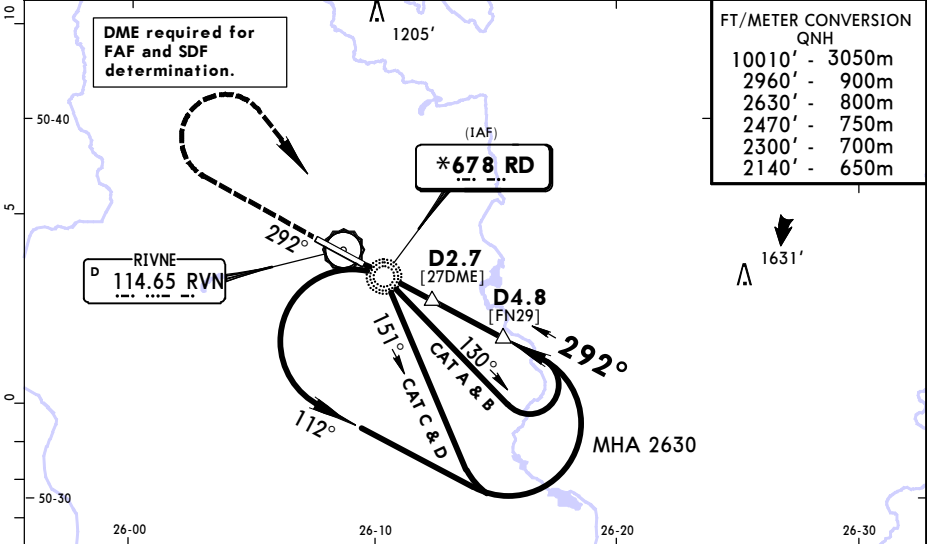 10
DME required for
FAF and SDF
determination.
1205'
FT/METER CONVERSION
QNH
10010' - 3050m
2960' - 900m
2630' - 800m
2470' - 750m
2300' - 700m
2140' - 650m
50-40
(IAF)
*678 RD
5
292°
RIVNE
D 114.65 RVN
D2.7
[27DME]
1631'
D4.8
[FN29]
292°
151°
CAT C & D
130°
CAT A & B
0
112°
MHA 2630
50-30
26-00
26-10
26-20
26-30